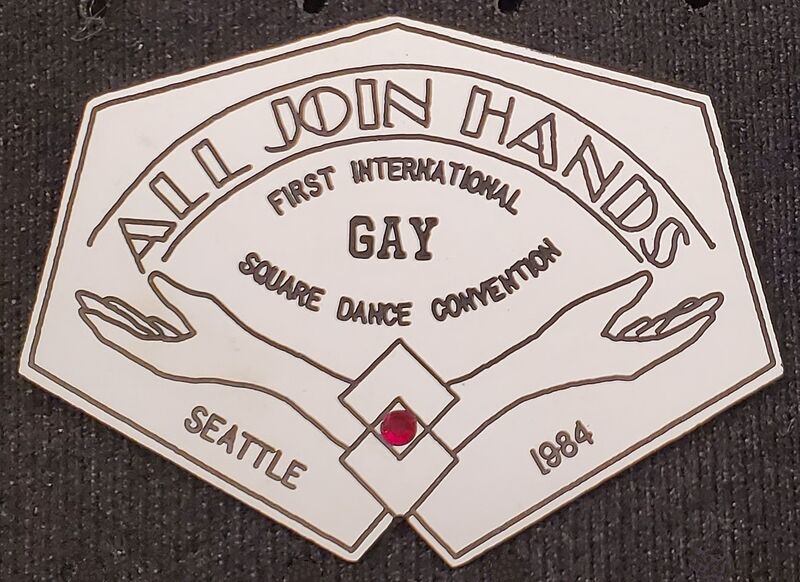 ALL JOIN HANDS
FIRST INTERNATIONAL
GAY
SQUARE DANCE CONVENTION
SEATTLE
1984